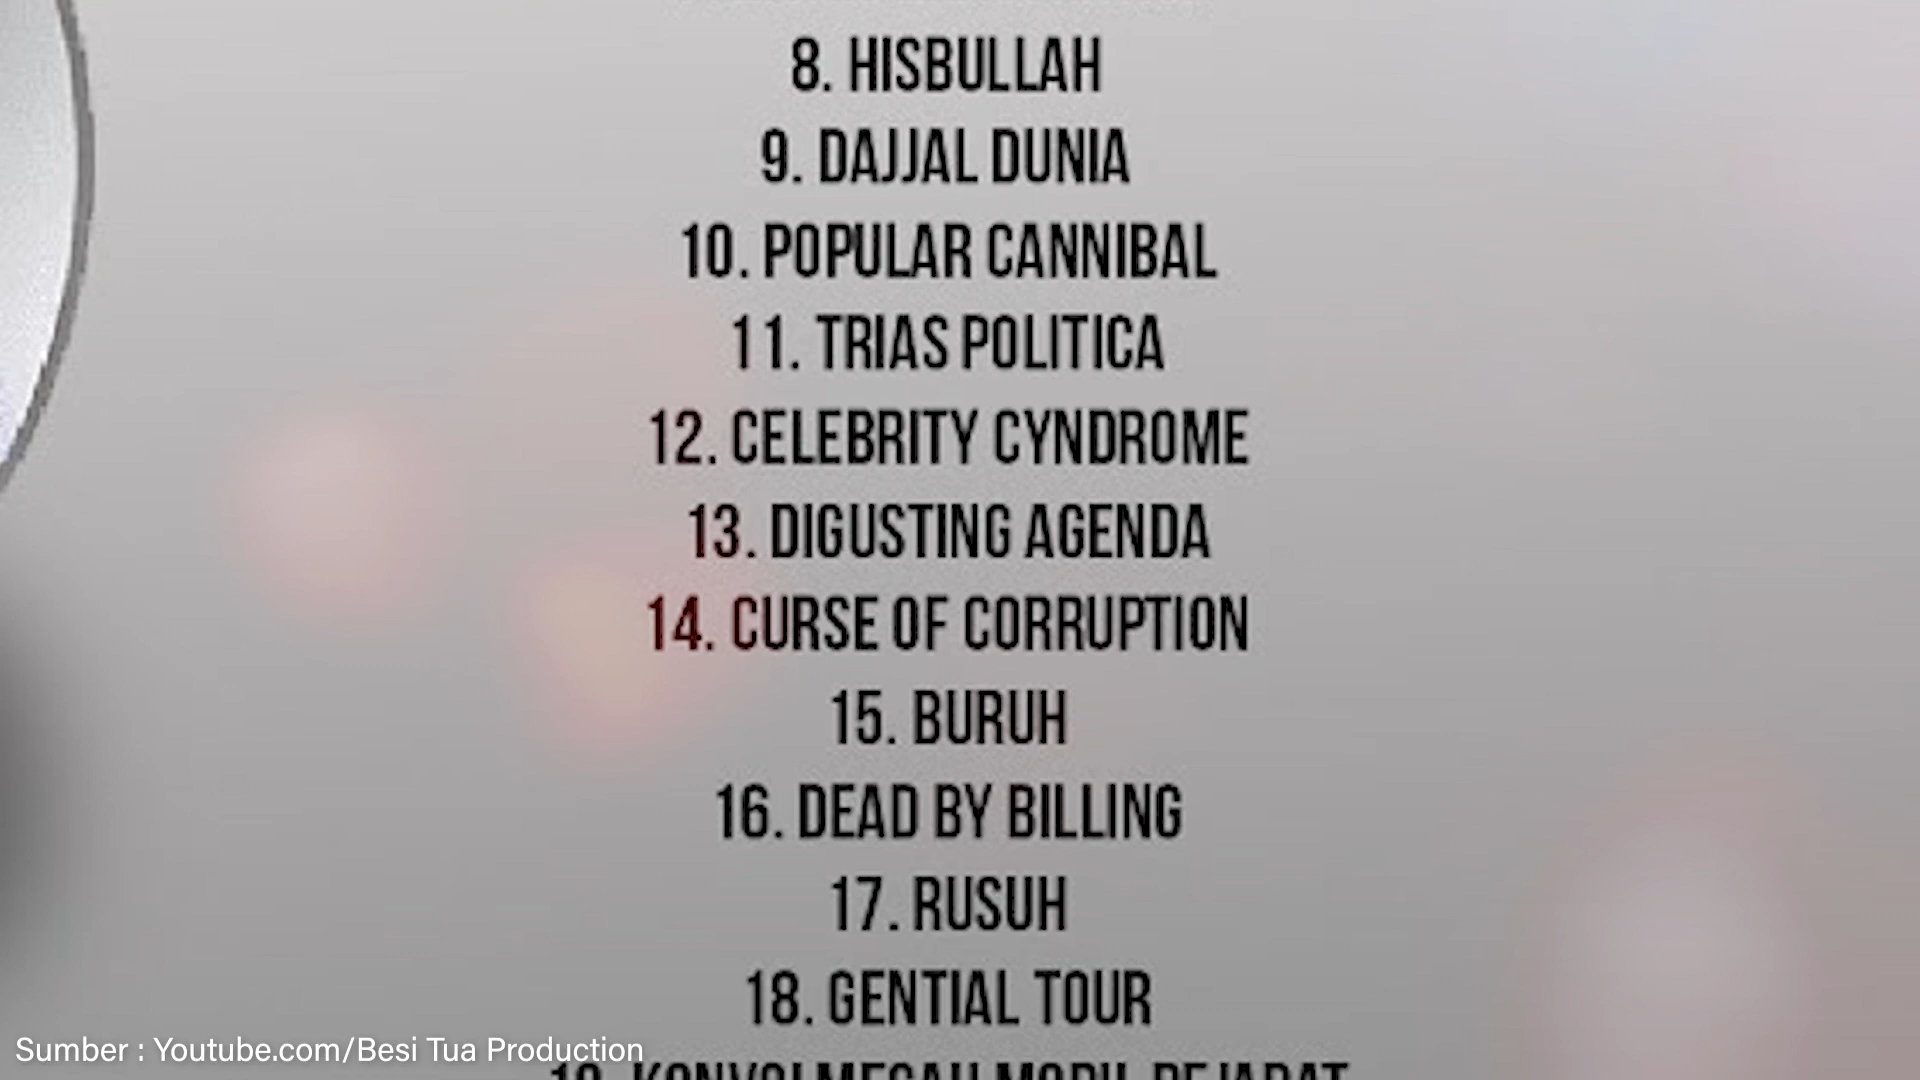 8. HISBULLAH
9. DAJJAL DUNIA
10. POPULAR CANNIBAL
11. TRIAS POLITICA
12. CELEBRITY CYNDROME
13. DIGUSTING AGENDA
14. CURSE OF CORRUPTION
15. BURUH
16. DEAD BY BILLING
17. RUSUH
18. GENTIAL TOUR
Sumber : Youtube.com/Besi Tua Production